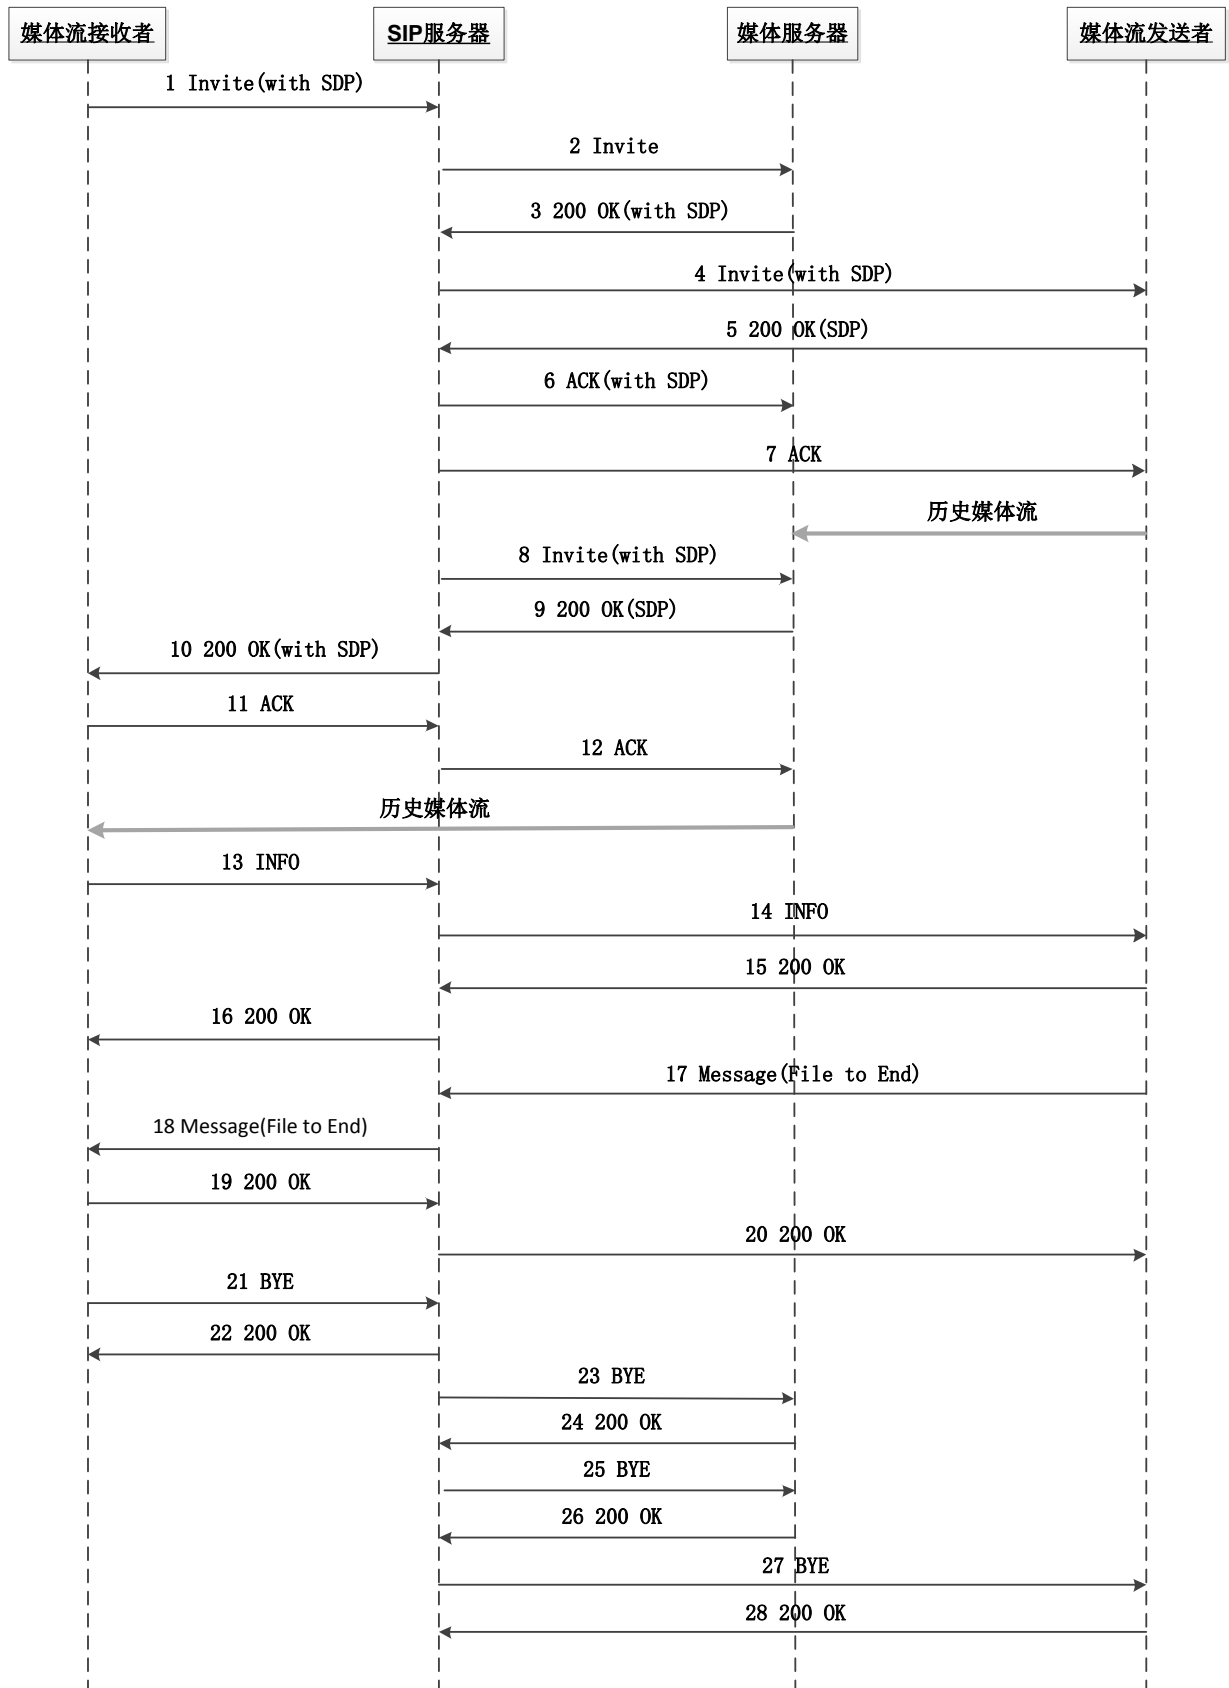 媒体流接收者
SIP服务器
媒体服务器
媒体流发送者
1 Invite(with SDP)
2 Invite
3 200 OK(with SDP)
4 Invite(with SDP)
5 200 OK(SDP)
6 ACK(with SDP)
7 ACK
历史媒体流
8 Invite(with SDP)
9 200 OK(SDP)
10 200 OK(with SDP)
11 ACK
12 ACK
历史媒体流
13 INFO
14 INFO
15 200 OK
16 200 OK
17 Message(File to End)
18 Message(File to End)
19 200 OK
20 200 OK
21 BYE
22 200 OK
23 BYE
24 200 OK
25 BYE
26 200 OK
27 BYE
28 200 OK